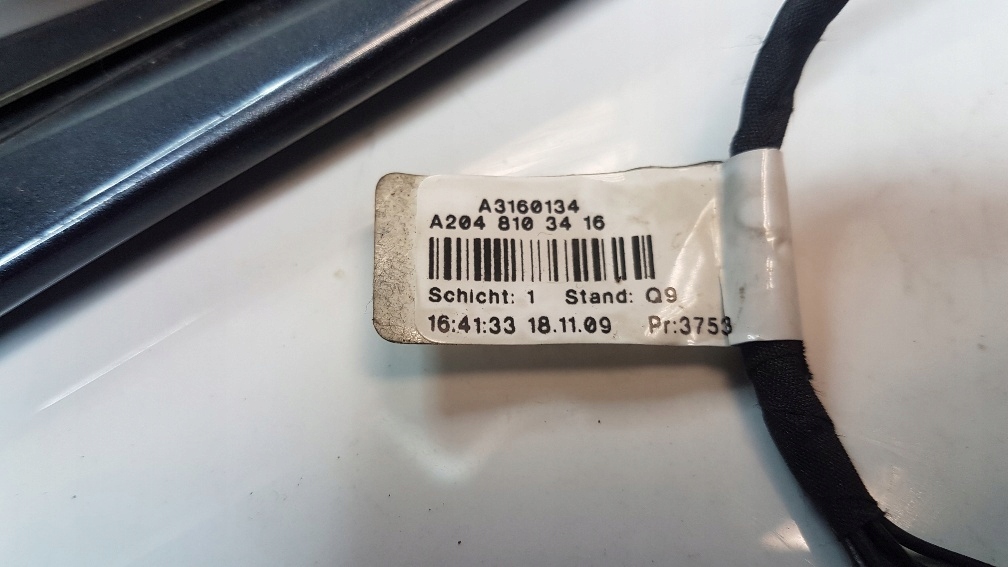 A3160134
A204 810 34 16
Schicht: 1 Stand: Q9
16:41:33 18.11.09 Pr:3753